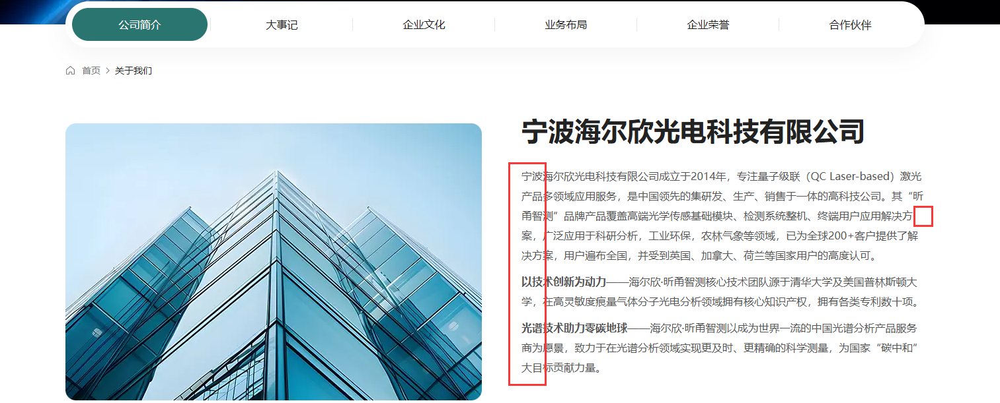 公司简介
大事记
企业文化
业务布局
企业荣誉
合作伙伴
首页 > 关于我们
宁波海尔欣光电科技有限公司
宁波海尔欣光电科技有限公司成立于2014年，专注量子级联（QC Laser-based）激光
产品多领域应用服务，是中国领先的集研发、生产、销售于一体的高科技公司。其“昕
甬智测”品牌产品覆盖高端光学传感基础模块、检测系统整机、终端用户应用解决方
案，广泛应用于科研分析，工业环保，农林气象等领域，已为全球200+客户提供了解
决方案，用户遍布全国，并受到英国、加拿大、荷兰等国家用户的高度认可。
以技术创新为动力——海尔欣·昕甬智测核心技术团队源于清华大学及美国普林斯顿大
学，在高灵敏度痕量气体分子光电分析领域拥有核心知识产权，拥有各类专利数十项。
光谱技术助力零碳地球——海尔欣·昕甬智测以成为世界一流的中国光谱分析产品服务
商为愿景，致力于在光谱分析领域实现更及时、更精确的科学测量，为国家“碳中和”
大目标贡献力量。